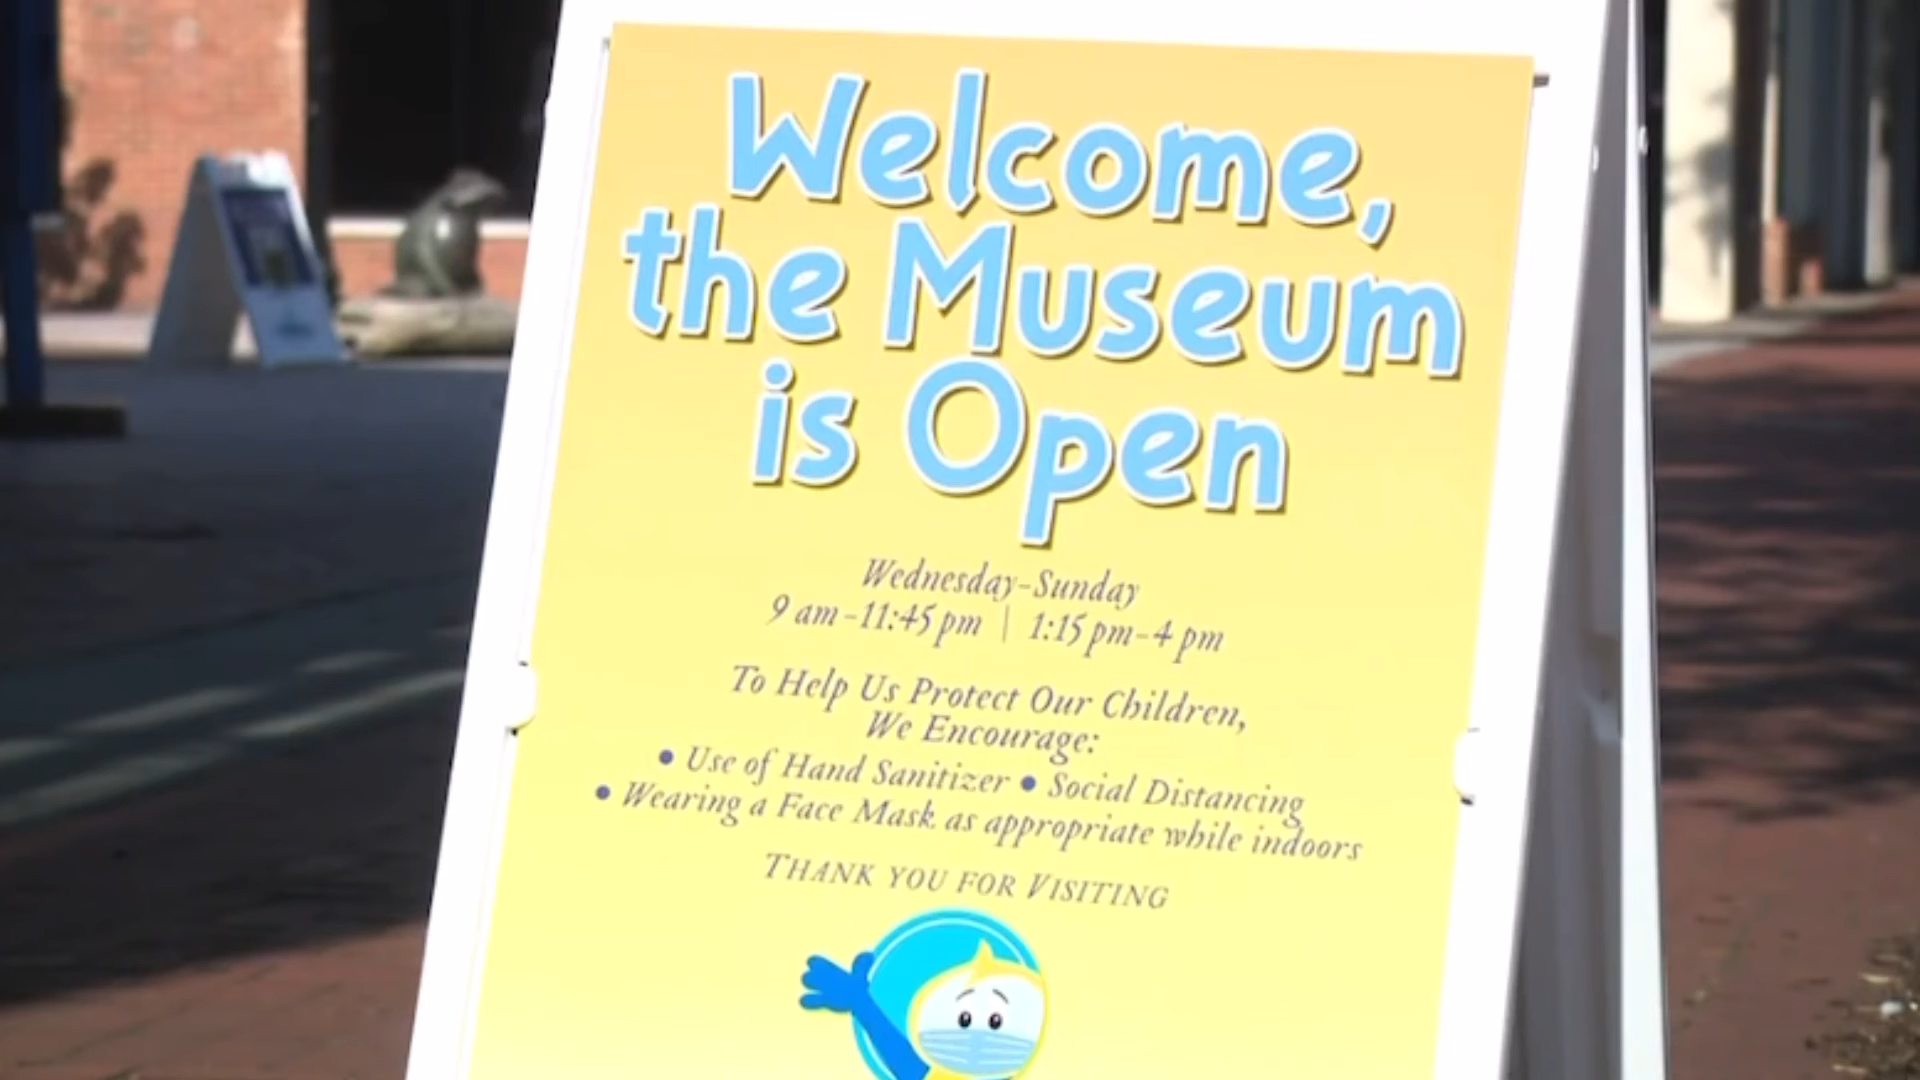 Welcome,
the Museum
is Open
Wednesday-Sunday
9 am-11:45 pm | 1:15 pm-4 pm
To Help Us Protect Our Children,
We Encourage:
• Use of Hand Sanitizer • Social Distancing
• Wearing a Face Mask as appropriate while indoors
THANK YOU FOR VISITING